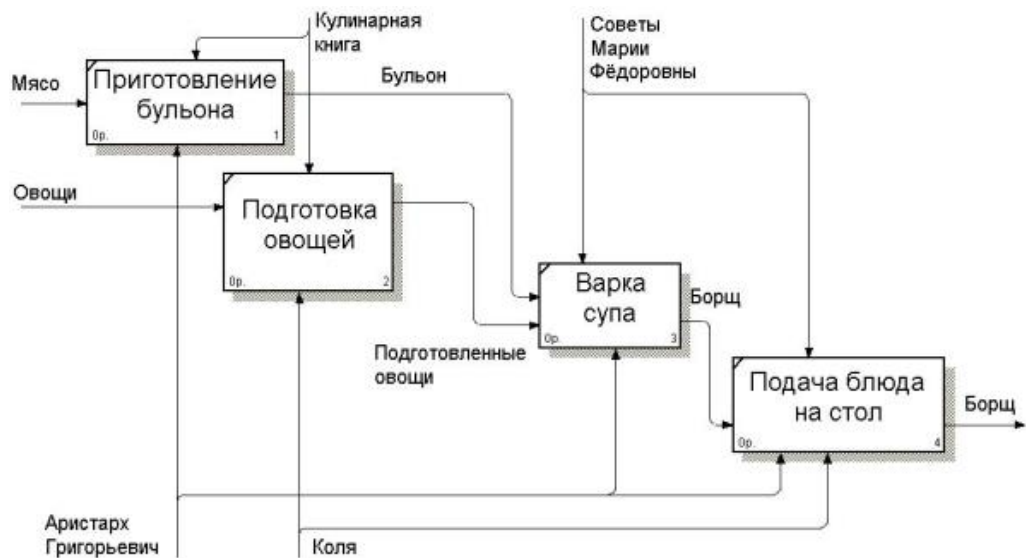 Кулинарная
книга
Советы
Марии
Фёдоровны
Мясо
Приготовление
бульона
0р.
1
Бульон
Овощи
Подготовка
овощей
0р.
2
Варка
супа
0р.
3
Борщ
Подготовленные
овощи
Подача блюда
на стол
0р.
4
Борщ
Аристарх
Григорьевич
Коля